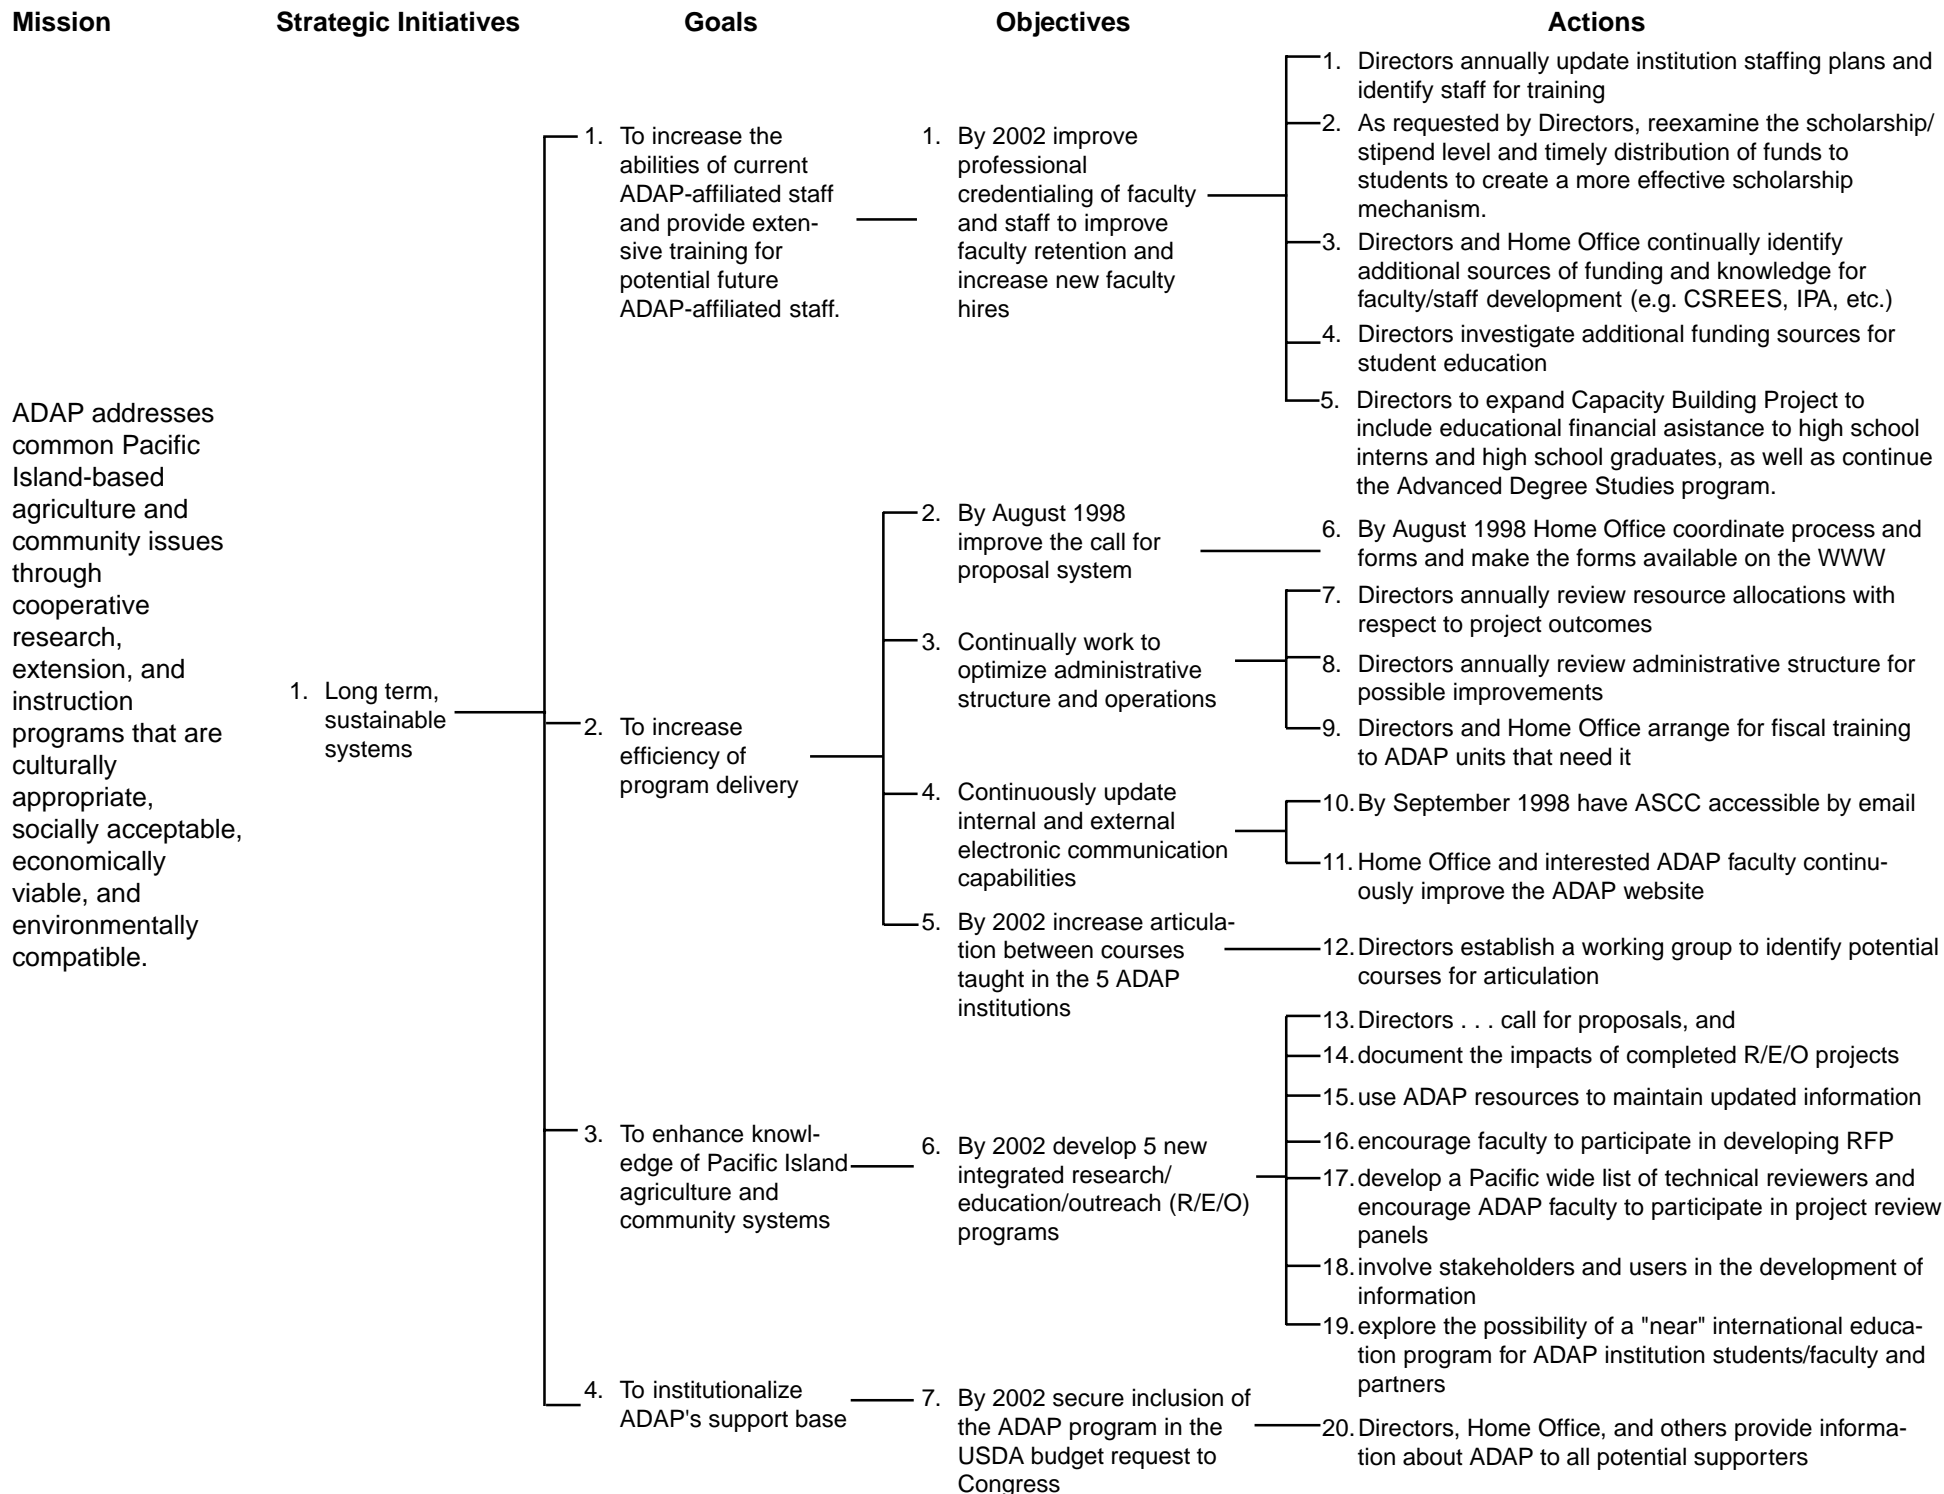 Mission
Strategic Initiatives
Goals
Objectives
Actions
ADAP addresses
common Pacific
Island-based
agriculture and
community issues
through
cooperative
research,
extension, and
instruction
programs that are
culturally
appropriate,
socially acceptable,
economically
viable, and
environmentally
compatible.
1. Long term,
sustainable
systems
1. To increase the
abilities of current
ADAP-affiliated staff
and provide exten-
sive training for
potential future
ADAP-affiliated staff.
2. To increase
efficiency of
program delivery
3. To enhance knowl-
edge of Pacific Island
agriculture and
community systems
4. To institutionalize
ADAP's support base
1. By 2002 improve
professional
credentialing of faculty
and staff to improve
faculty retention and
increase new faculty
hires
2. By August 1998
improve the call for
proposal system
3. Continually work to
optimize administrative
structure and operations
4. Continuously update
internal and external
electronic communication
capabilities
5. By 2002 increase articula-
tion between courses
taught in the 5 ADAP
institutions
6. By 2002 develop 5 new
integrated research/
education/outreach (R/E/O)
programs
7. By 2002 secure inclusion of
the ADAP program in the
USDA budget request to
Congress
1. Directors annually update institution staffing plans and
identify staff for training
2. As requested by Directors, reexamine the scholarship/
stipend level and timely distribution of funds to
students to create a more effective scholarship
mechanism.
3. Directors and Home Office continually identify
additional sources of funding and knowledge for
faculty/staff development (e.g. CSREES, IPA, etc.)
4. Directors investigate additional funding sources for
student education
5. Directors to expand Capacity Building Project to
include educational financial asistance to high school
interns and high school graduates, as well as continue
the Advanced Degree Studies program.
6. By August 1998 Home Office coordinate process and
forms and make the forms available on the WWW
7. Directors annually review resource allocations with
respect to project outcomes
8. Directors annually review administrative structure for
possible improvements
9. Directors and Home Office arrange for fiscal training
to ADAP units that need it
10. By September 1998 have ASCC accessible by email
11. Home Office and interested ADAP faculty continu-
ously improve the ADAP website
12. Directors establish a working group to identify potential
courses for articulation
13. Directors . . . call for proposals, and
14. document the impacts of completed R/E/O projects
15. use ADAP resources to maintain updated information
16. encourage faculty to participate in developing RFP
17. develop a Pacific wide list of technical reviewers and
encourage ADAP faculty to participate in project review
panels
18. involve stakeholders and users in the development of
information
19. explore the possibility of a "near" international educa-
tion program for ADAP institution students/faculty and
partners
20. Directors, Home Office, and others provide informa-
tion about ADAP to all potential supporters